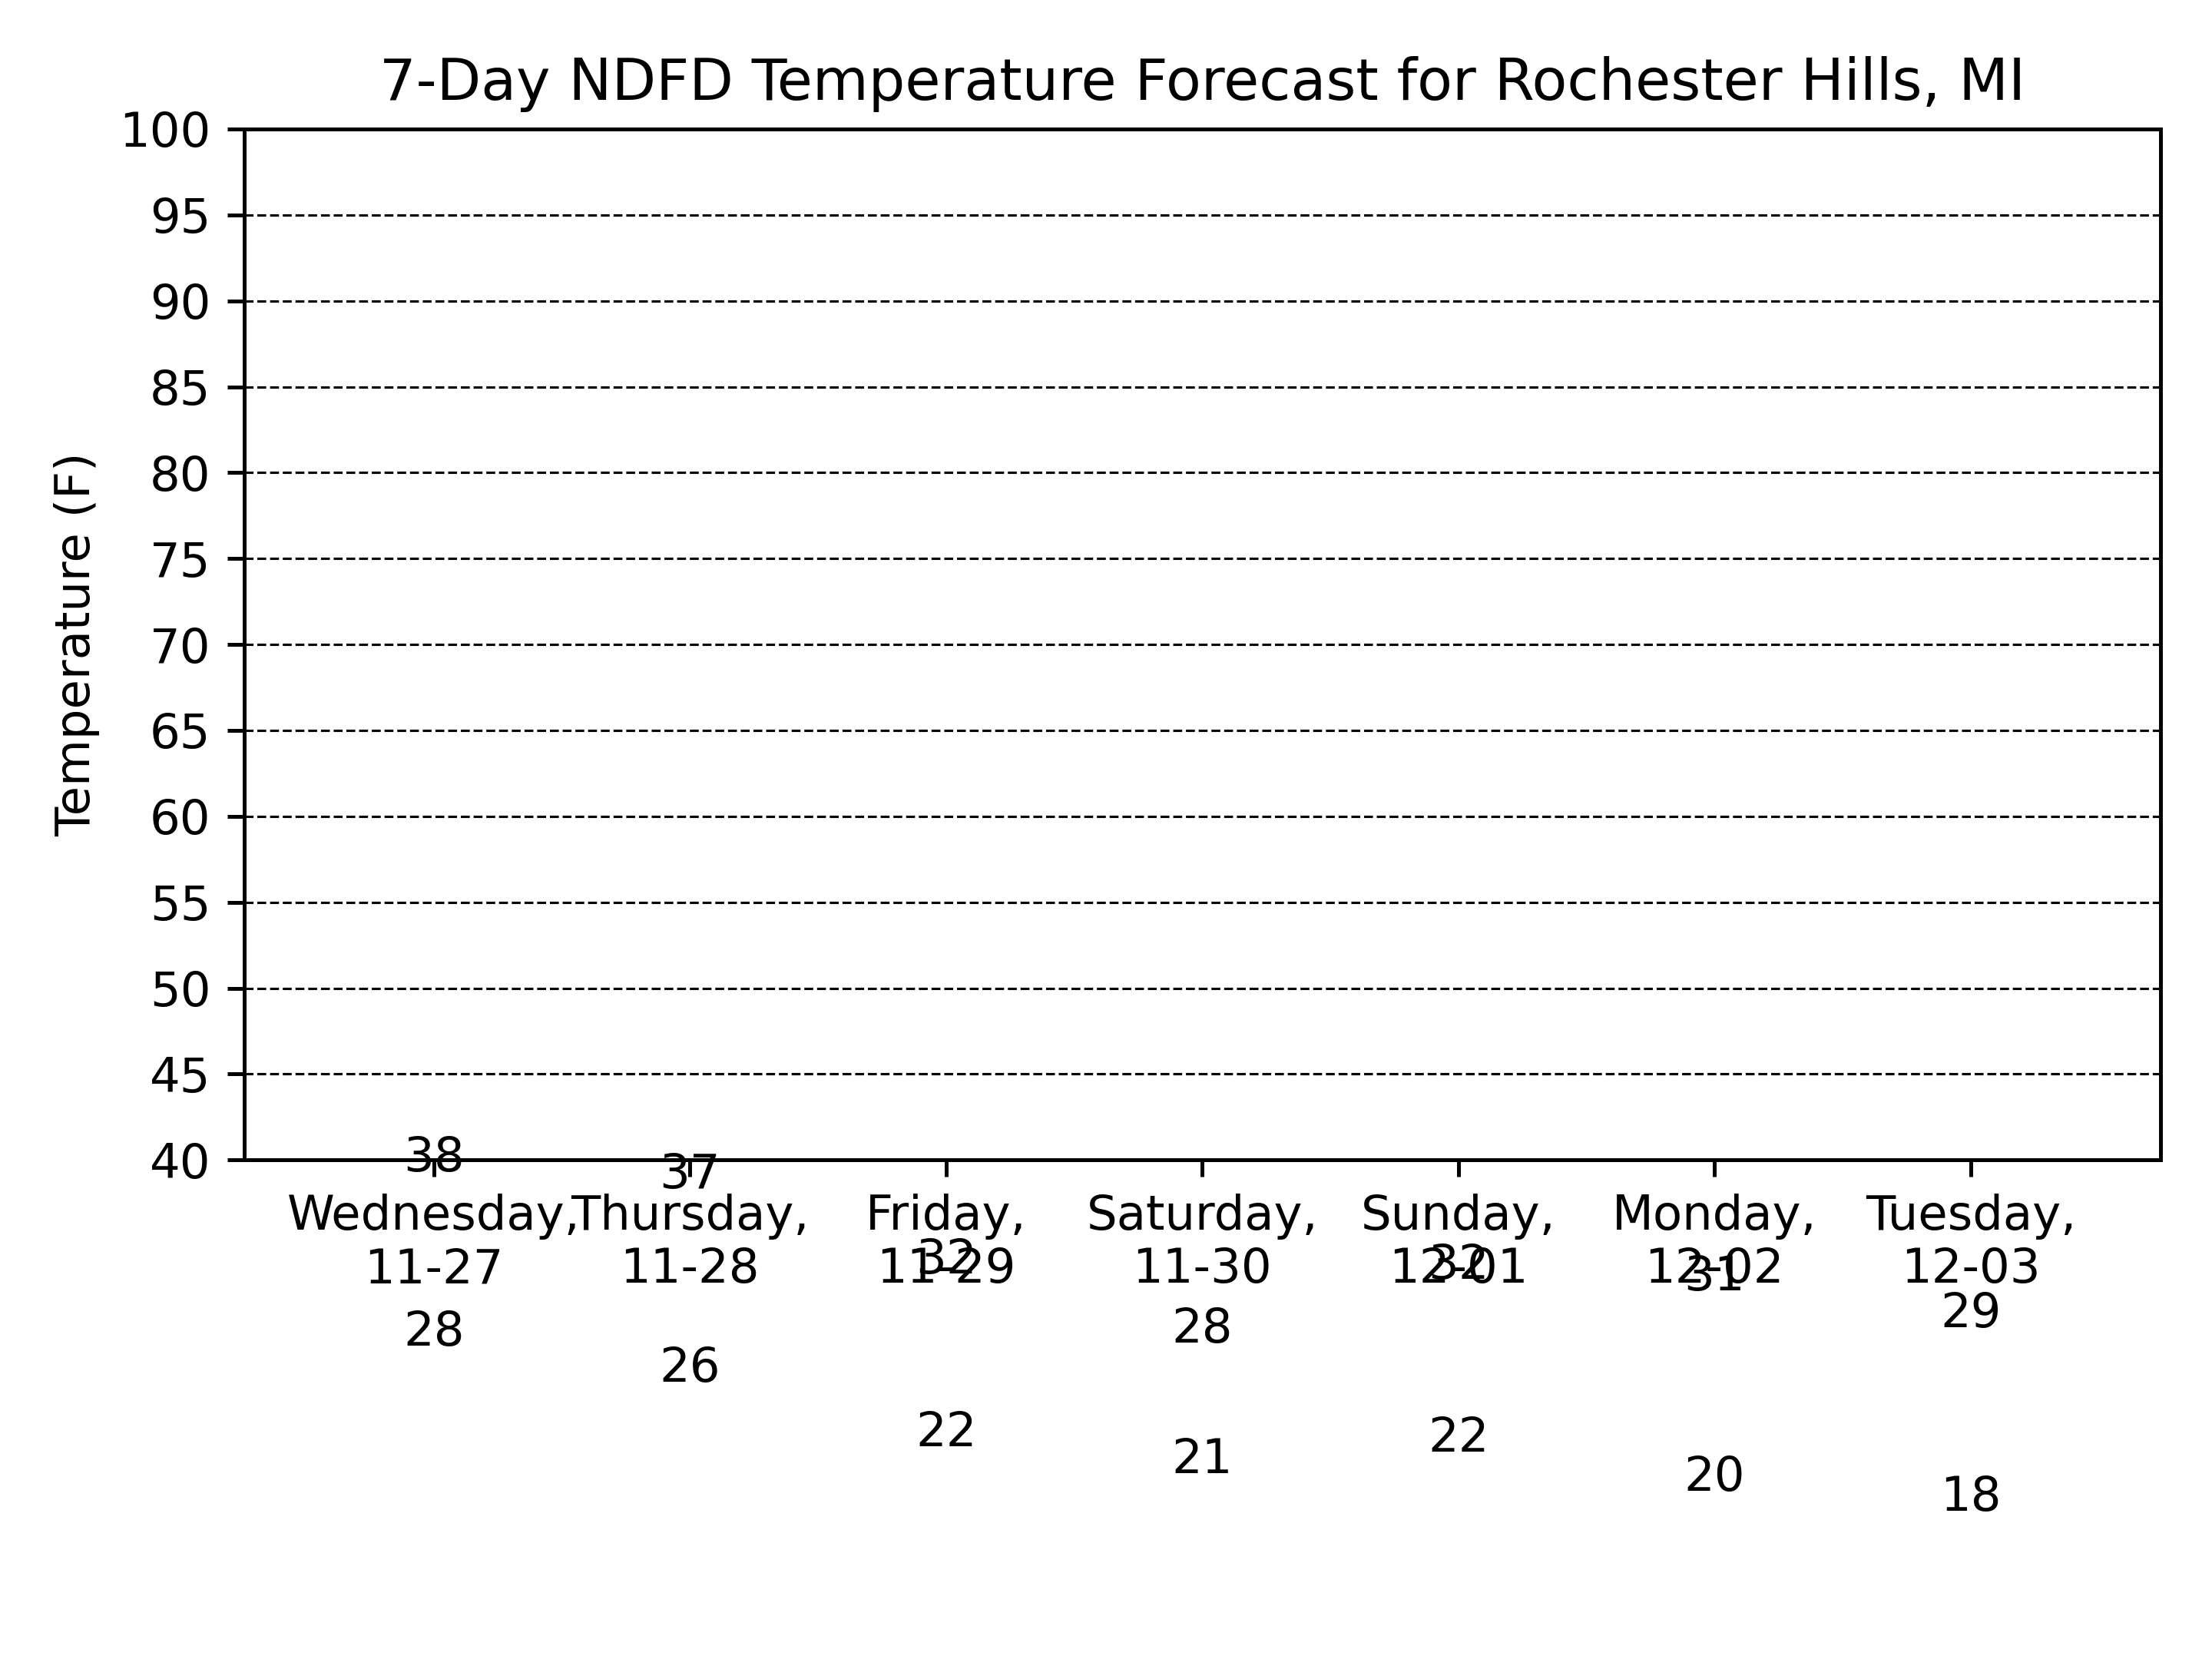 7-Day NDFD Temperature Forecast for Rochester Hills, MI
Temperature (F)
100
95
90
85
80
75
70
65
60
55
50
45
40
38
37
Wednesday, Thursday, Friday, Saturday, Sunday, Monday, Tuesday,
11-27 11-28 11-29 11-30 12-01 12-02 12-03
32 32 31
28 28 29
26
22 21 22 20 18